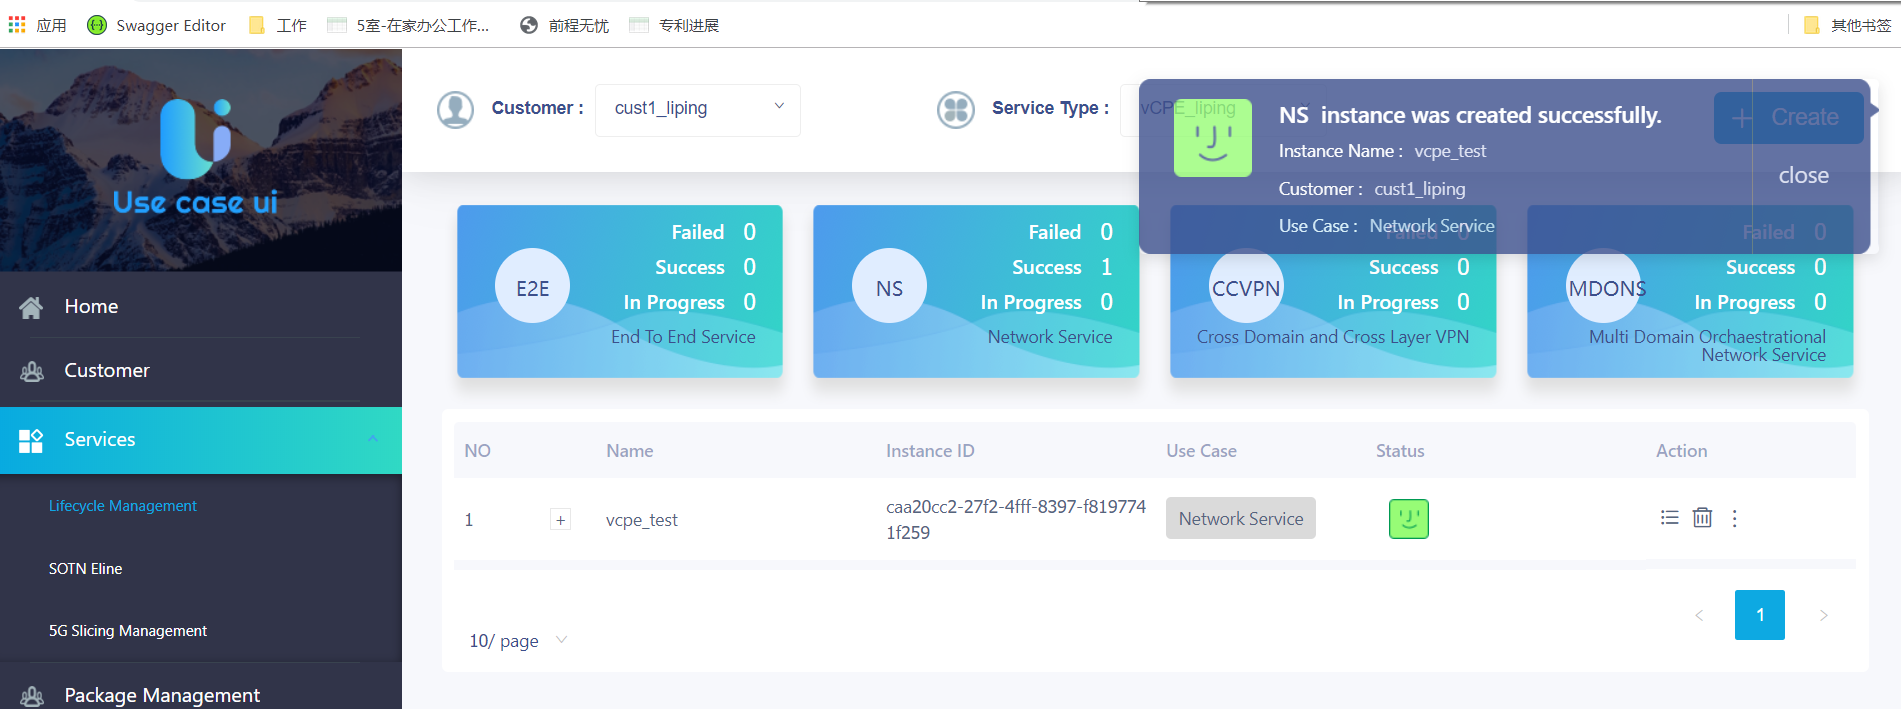 应用
Swagger Editor
工作
5室-在家办公工作...
前程无忧
专利进展
其他书签
Use case ui
Home
Customer
Services
Lifecycle Management
SOTN Eline
5G Slicing Management
Package Management
Customer :
cust1_liping
Service Type :
vCPE_liping
+ Create
NS instance was created successfully.
Instance Name : vcpe_test
Customer : cust1_liping
Use Case : Network Service
close
E2E
Failed 0
Success 0
In Progress 0
End To End Service
NS
Failed 0
Success 1
In Progress 0
Network Service
CCVPN
Failed 0
Success 0
In Progress 0
Cross Domain and Cross Layer VPN
MDONS
Failed 0
Success 0
In Progress 0
Multi Domain Orchaestrational
Network Service
NO Name Instance ID Use Case Status Action
1 + vcpe_test caa20cc2-27f2-4fff-8397-f819774
1f259
Network Service
10/ page
< 1 >